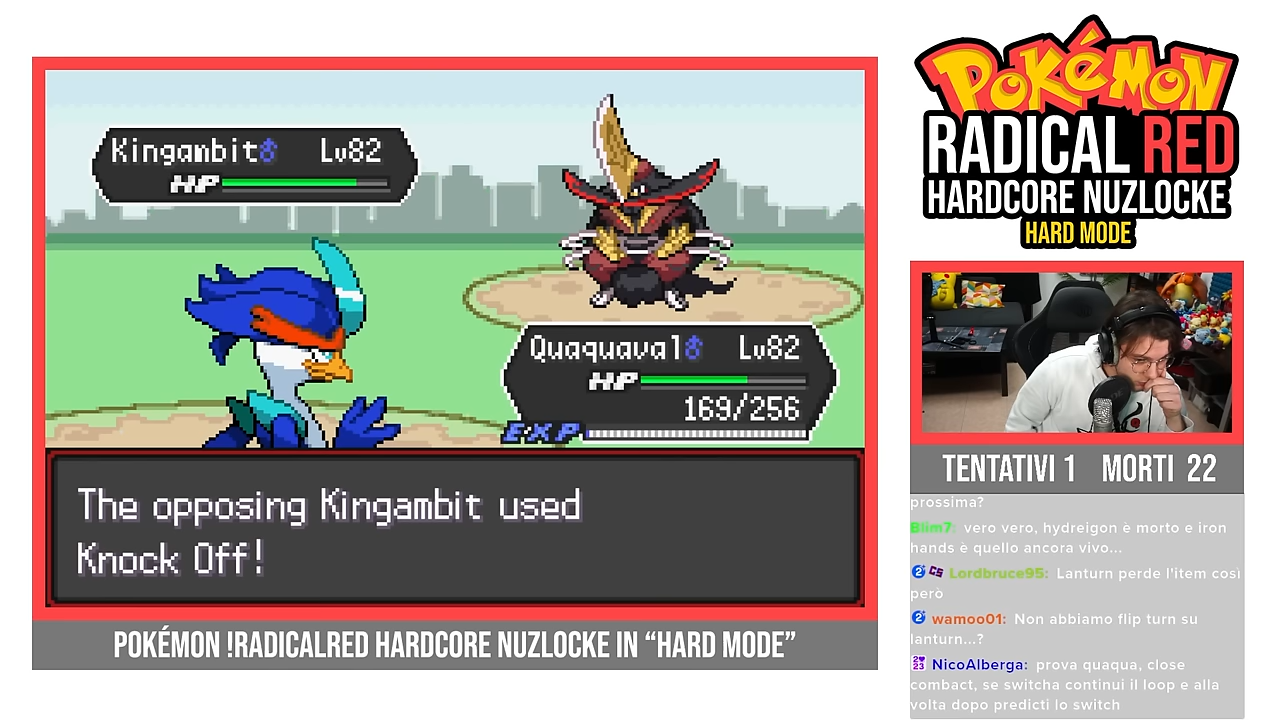 Kingambit♂ Lv82
HP
Quaquaval♂ Lv82
HP
169/256
EXP
The opposing Kingambit used
Knock Off!
POKÉMON !RADICALRED HARDCORE NUZLOCKE IN “HARD MODE”
POKéMON
RADICAL RED
HARDCORE NUZLOCKE
HARD MODE
TENTATIVI 1 MORTI 22
prossima?
Blim7: vero vero, hydreigon è morto e iron
hands è quello ancora vivo...
2 CS Lordbruce95: Lanturn perde l'item così
pero
2 wamoo01: Non abbiamo flip turn su
lanturn...?
NicoAlberga: prova quaqua, close
combact, se switcha continui il loop e alla
volta dopo predicti lo switch